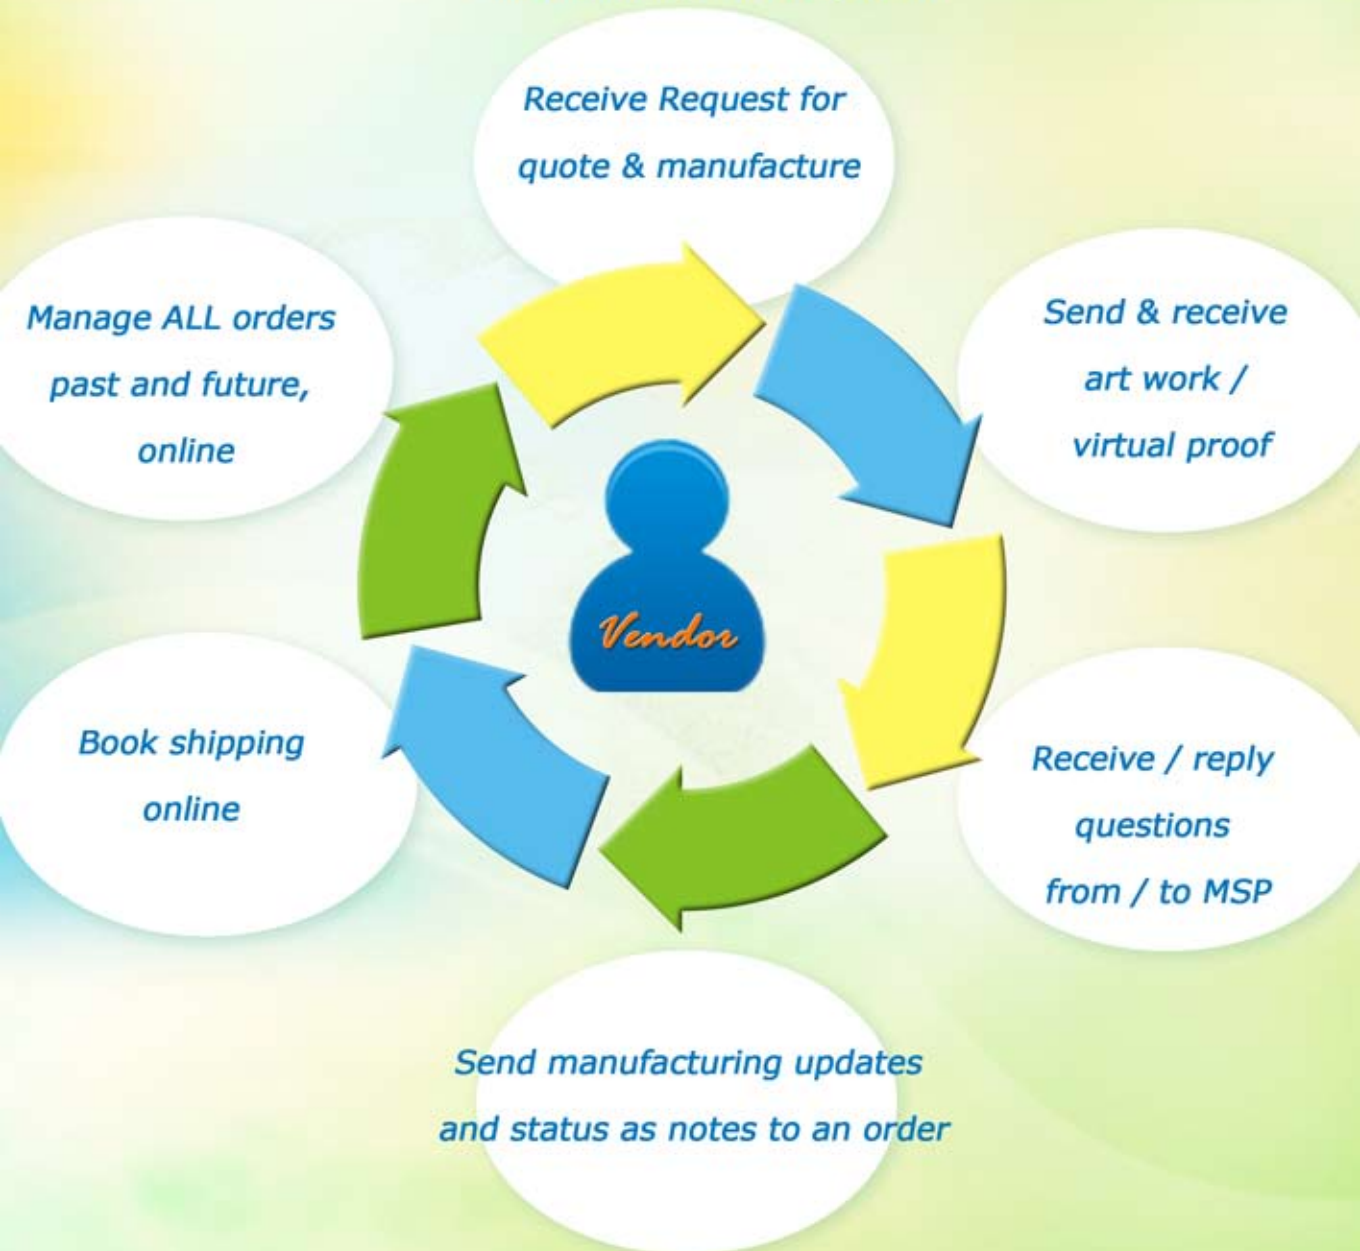 Receive Request for
quote & manufacture
Send & receive
art work /
virtual proof
Receive / reply
questions
from / to MSP
Send manufacturing updates
and status as notes to an order
Book shipping
online
Manage ALL orders
past and future,
online
Vendor